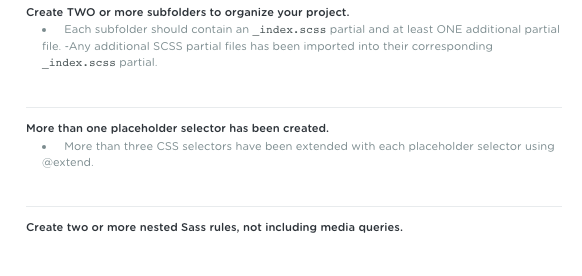 Create TWO or more subfolders to organize your project.
• Each subfolder should contain an _index.scss partial and at least ONE additional partial
file. -Any additional SCSS partial files has been imported into their corresponding
_index.scss partial.
More than one placeholder selector has been created.
• More than three CSS selectors have been extended with each placeholder selector using
@extend.
Create two or more nested Sass rules, not including media queries.